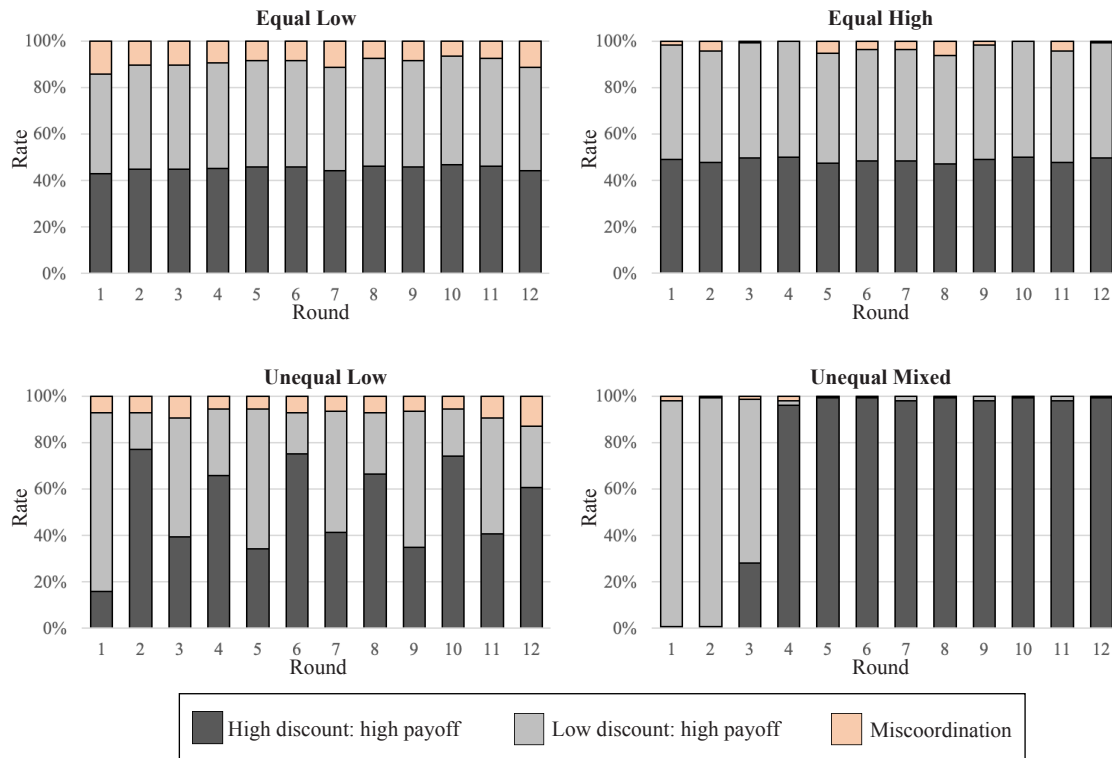 Equal Low
Rate
100%
80%
60%
40%
20%
0%
1 2 3 4 5 6 7 8 9 10 11 12
Round
Equal High
Rate
100%
80%
60%
40%
20%
0%
1 2 3 4 5 6 7 8 9 10 11 12
Round
Unequal Low
Rate
100%
80%
60%
40%
20%
0%
1 2 3 4 5 6 7 8 9 10 11 12
Round
Unequal Mixed
Rate
100%
80%
60%
40%
20%
0%
1 2 3 4 5 6 7 8 9 10 11 12
Round
High discount: high payoff Low discount: high payoff Miscoordination